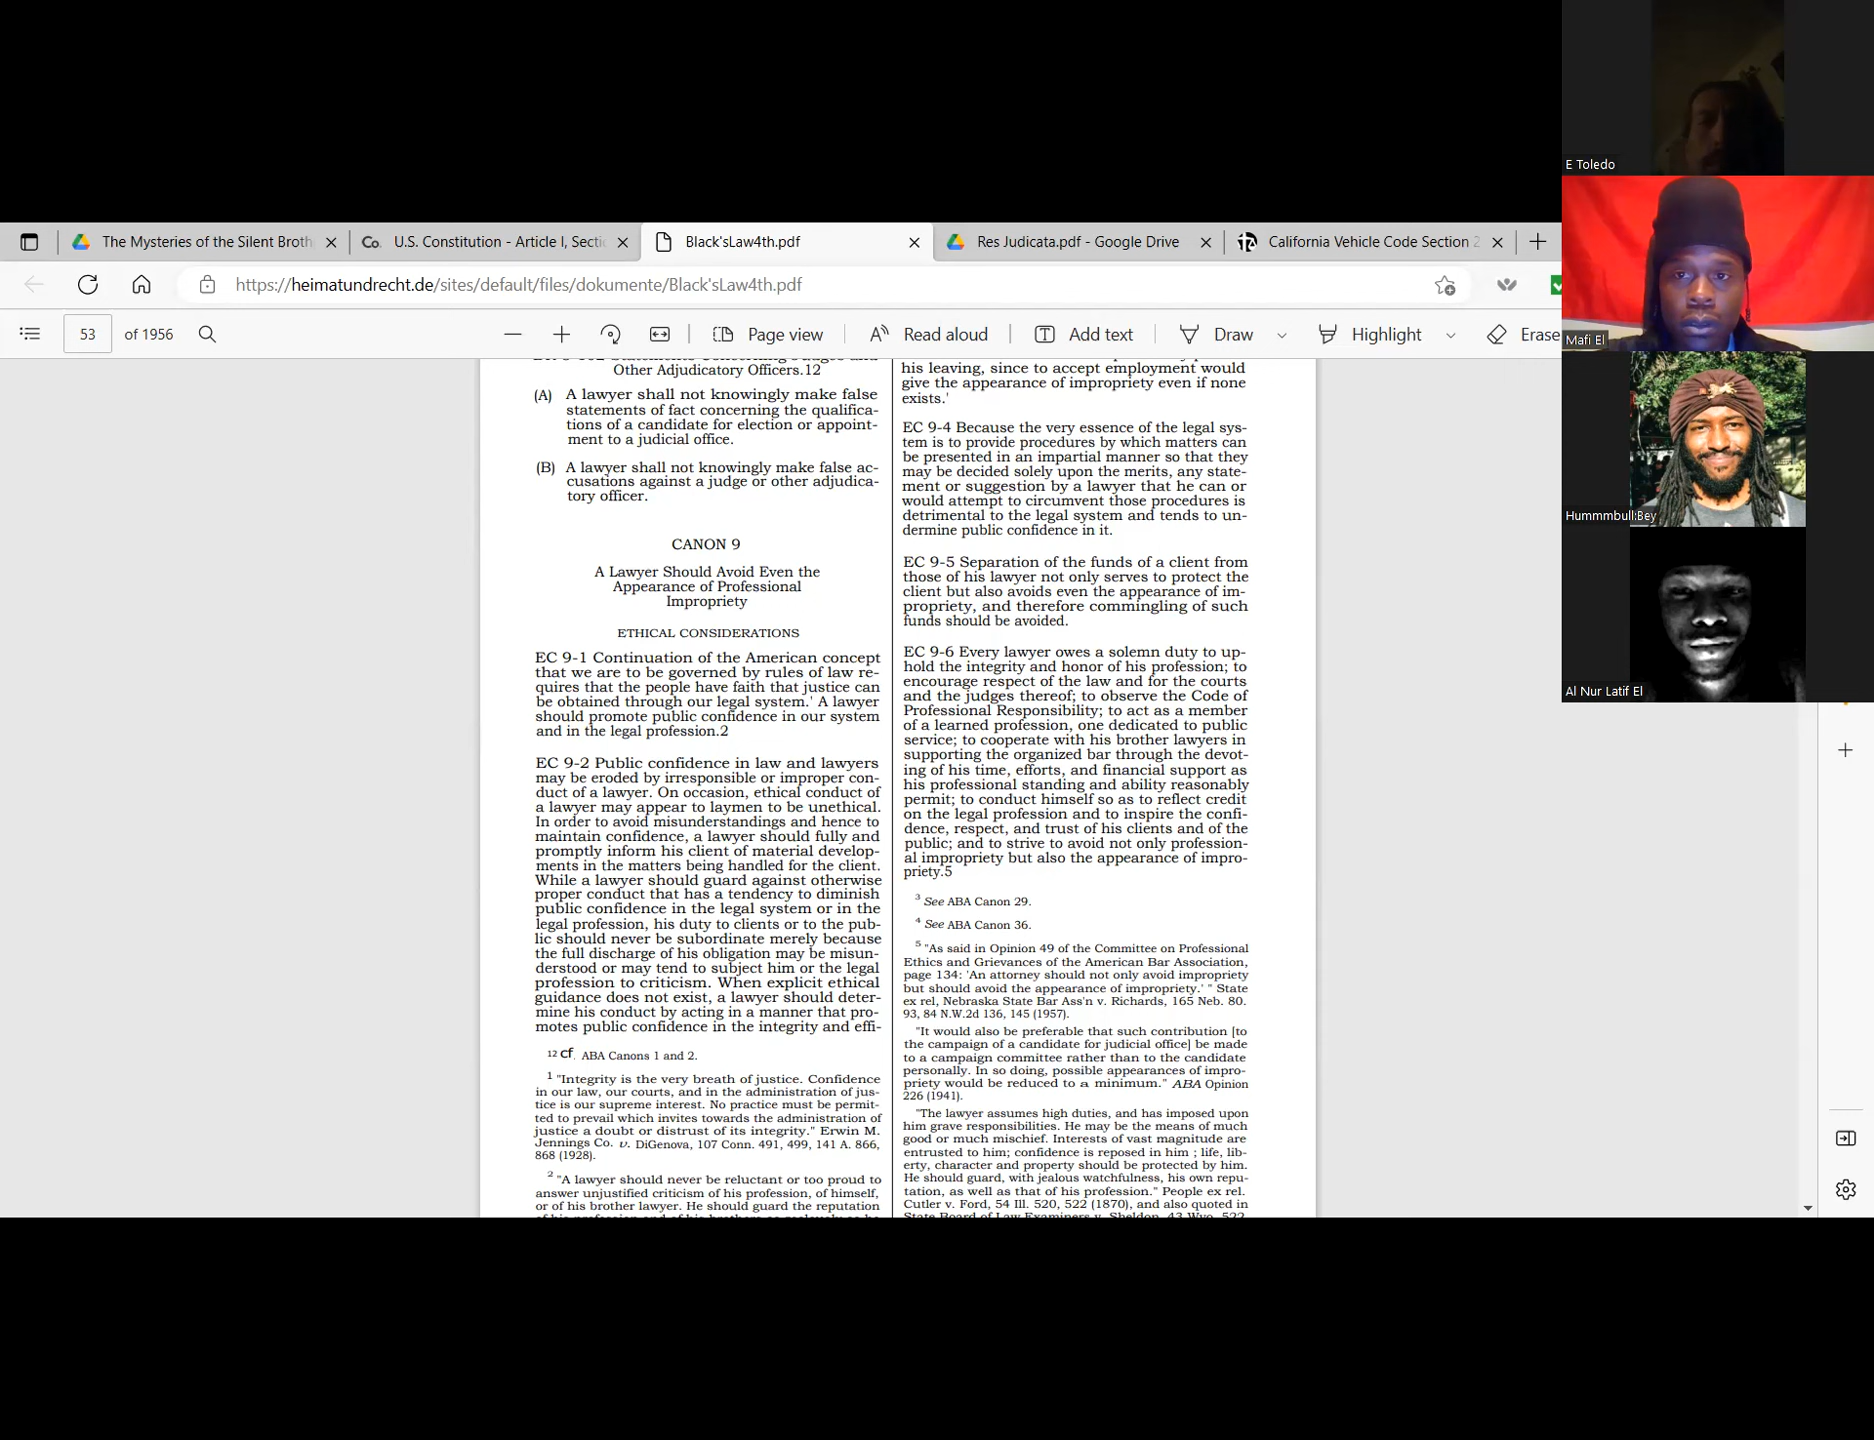 The Mysteries of the Silent Broth
Co.
U.S. Constitution - Article I, Secti
Black'sLaw4th.pdf
Res Judicata.pdf - Google Drive
California Vehicle Code Section 2
https://heimatundrecht.de/sites/default/files/dokumente/Black'sLaw4th.pdf
53
of 1956
Page view
Read aloud
Add text
Draw
Highlight
Erase
Other Adjudicatory Officers.12
(A) A lawyer shall not knowingly make false
statements of fact concerning the qualifica-
tions of a candidate for election or appoint-
ment to a judicial office.
(B) A lawyer shall not knowingly make false ac-
cusations against a judge or other adjudica-
tory officer.
CANON 9
A Lawyer Should Avoid Even the
Appearance of Professional
Impropriety
ETHICAL CONSIDERATIONS
EC 9-1 Continuation of the American concept
that we are to be governed by rules of law re-
quires that the people have faith that justice can
be obtained through our legal system.' A lawyer
should promote public confidence in our system
and in the legal profession.2
EC 9-2 Public confidence in law and lawyers
may be eroded by irresponsible or improper con-
duct of a lawyer. On occasion, ethical conduct of
a lawyer may appear to laymen to be unethical.
In order to avoid misunderstandings and hence to
maintain confidence, a lawyer should fully and
promptly inform his client of material develop-
ments in the matters being handled for the client.
While a lawyer should guard against otherwise
proper conduct that has a tendency to diminish
public confidence in the legal system or in the
legal profession, his duty to clients or to the pub-
lic should never be subordinate merely because
the full discharge of his obligation may be misun-
derstood or may tend to subject him or the legal
profession to criticism. When explicit ethical
guidance does not exist, a lawyer should deter-
mine his conduct by acting in a manner that pro-
motes public confidence in the integrity and effi-
12 cf. ABA Canons 1 and 2.
1 "Integrity is the very breath of justice. Confidence
in our law, our courts, and in the administration of jus-
tice is our supreme interest. No practice must be permit-
ted to prevail which invites towards the administration of
justice a doubt or distrust of its integrity." Erwin M.
Jennings Co. v. DiGenova, 107 Conn. 491, 499, 141 A. 866,
868 (1928).
2 "A lawyer should never be reluctant or too proud to
answer unjustified criticism of his profession, of himself,
or of his brother lawyer. He should guard the reputation
his leaving, since to accept employment would
give the appearance of impropriety even if none
exists.'
EC 9-4 Because the very essence of the legal sys-
tem is to provide procedures by which matters can
be presented in an impartial manner so that they
may be decided solely upon the merits, any state-
ment or suggestion by a lawyer that he can or
would attempt to circumvent those procedures is
detrimental to the legal system and tends to un-
dermine public confidence in it.
EC 9-5 Separation of the funds of a client from
those of his lawyer not only serves to protect the
client but also avoids even the appearance of im-
propriety, and therefore commingling of such
funds should be avoided.
EC 9-6 Every lawyer owes a solemn duty to up-
hold the integrity and honor of his profession; to
encourage respect of the law and for the courts
and the judges thereof; to observe the Code of
Professional Responsibility; to act as a member
of a learned profession, one dedicated to public
service; to cooperate with his brother lawyers in
supporting the organized bar through the devot-
ing of his time, efforts, and financial support as
his professional standing and ability reasonably
permit; to conduct himself so as to reflect credit
on the legal profession and to inspire the confi-
dence, respect, and trust of his clients and of the
public; and to strive to avoid not only profession-
al impropriety but also the appearance of impro-
priety.5
3 See ABA Canon 29.
4 See ABA Canon 36.
5 "As said in Opinion 49 of the Committee on Professional
Ethics and Grievances of the American Bar Association,
page 134: 'An attorney should not only avoid impropriety
but should avoid the appearance of impropriety.' " State
ex rel, Nebraska State Bar Ass'n v. Richards, 165 Neb. 80.
93, 84 N.W.2d 136, 145 (1957).
"It would also be preferable that such contribution [to
the campaign of a candidate for judicial office] be made
to a campaign committee rather than to the candidate
personally. In so doing, possible appearances of impro-
priety would be reduced to a minimum." ABA Opinion
226 (1941).
"The lawyer assumes high duties, and has imposed upon
him grave responsibilities. He may be the means of much
good or much mischief. Interests of vast magnitude are
entrusted to him; confidence is reposed in him ; life, lib-
erty, character and property should be protected by him.
He should guard, with jealous watchfulness, his own repu-
tation, as well as that of his profession." People ex rel.
Cutler v. Ford, 54 Ill. 520, 522 (1870), and also quoted in
State Board of Law Examiners v. Sheldon, 43 Wyo. 522
E Toledo
Mafi El
Hummmbull:Bey
Al Nur Latif El